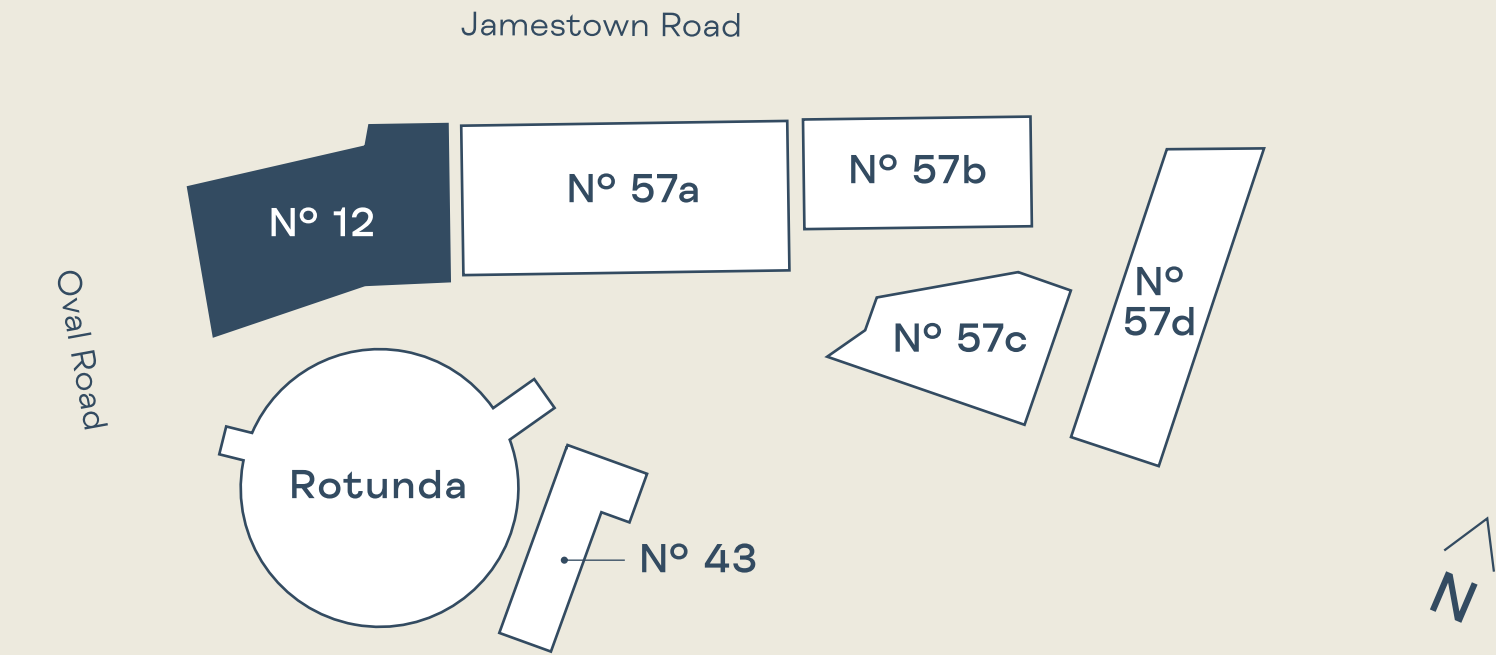 Jamestown Road
Nº 12
Nº 57a
Nº 57b
Nº
57d
Nº 57c
Oval Road
Rotunda
Nº 43
N